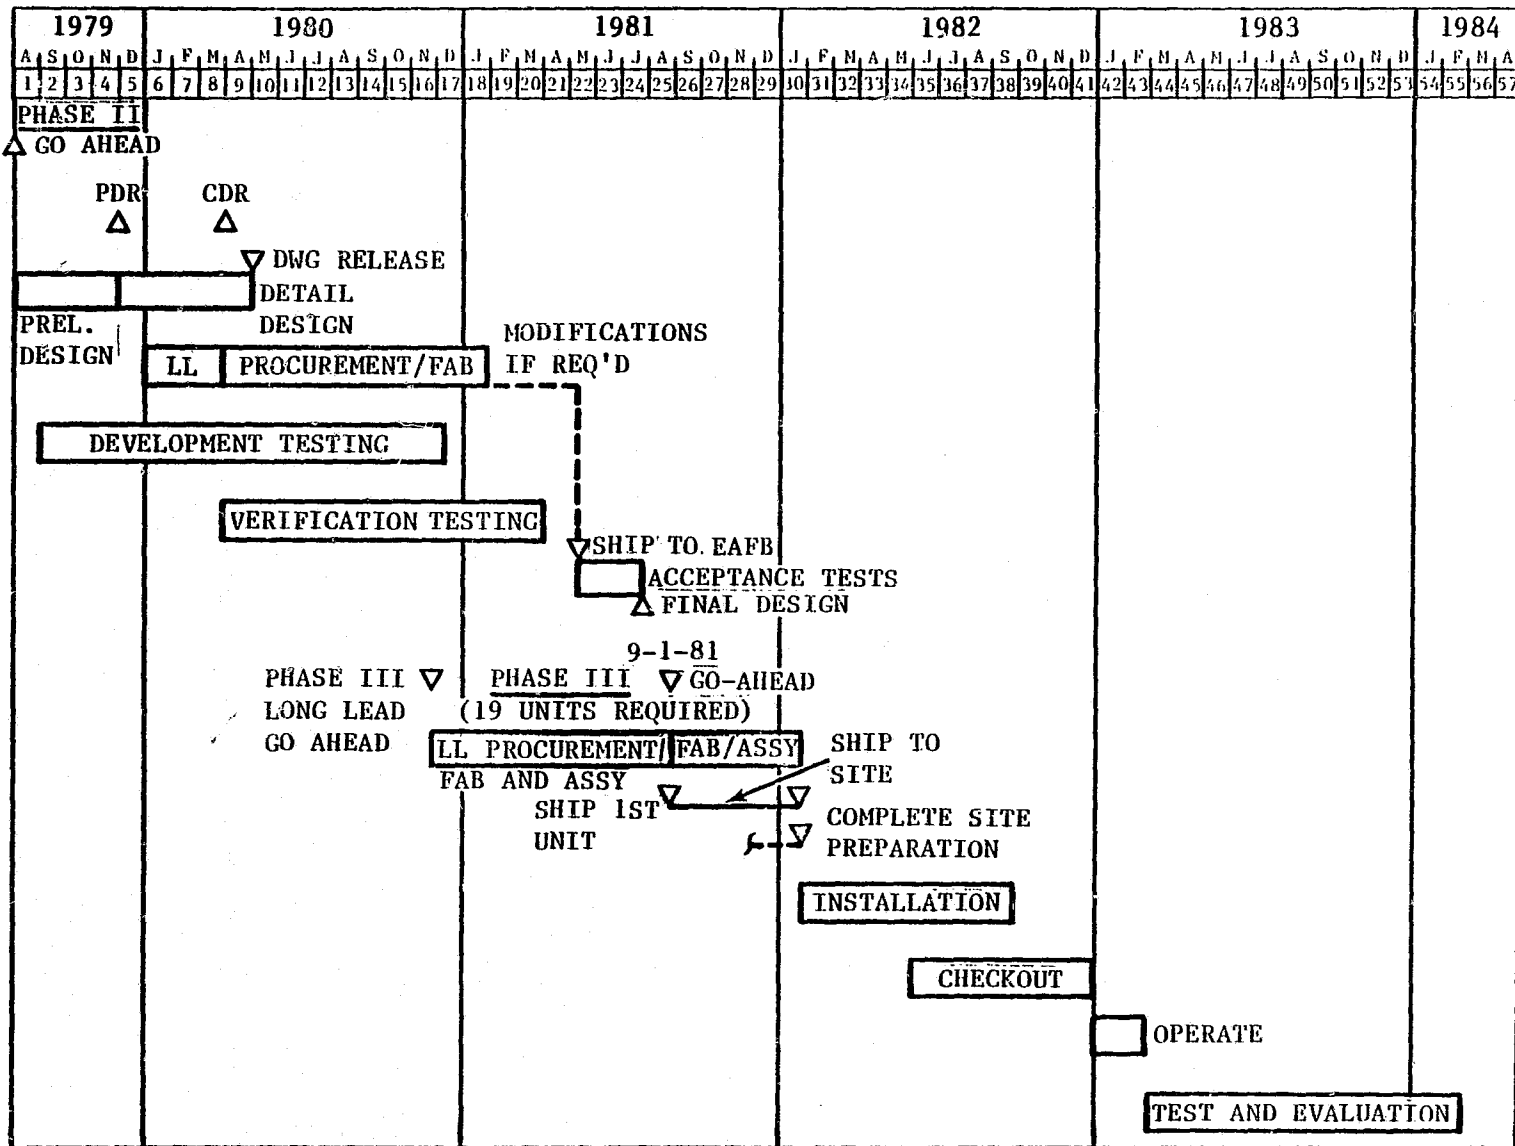 1979 1980 1981 1982 1983 1984
A S O N D J F M A M J J A S O N D J F M A M J J A S O N D J F M A M J J A S O N D J F M A M J J A S O N D J F M A
1 2 3 4 5 6 7 8 9 10 11 12 13 14 15 16 17 18 19 20 21 22 23 24 25 26 27 28 29 30 31 32 33 34 35 36 37 38 39 40 41 42 43 44 45 46 47 48 49 50 51 52 53 54 55 56 57
PHASE II
GO AHEAD
PDR CDR
DWG RELEASE
DETAIL
DESIGN
PREL.
DESIGN
MODIFICATIONS
IF REQ'D
LL PROCUREMENT/FAB
DEVELOPMENT TESTING
VERIFICATION TESTING
SHIP TO EAFB
ACCEPTANCE TESTS
FINAL DESIGN
9-1-81
PHASE III
LONG LEAD
GO AHEAD
PHASE III GO-AHEAD
(19 UNITS REQUIRED)
LL PROCUREMENT/ FAB/ASSY
FAB AND ASSY
SHIP TO
SITE
SHIP 1ST
UNIT
COMPLETE SITE
PREPARATION
INSTALLATION
CHECKOUT
OPERATE
TEST AND EVALUATION